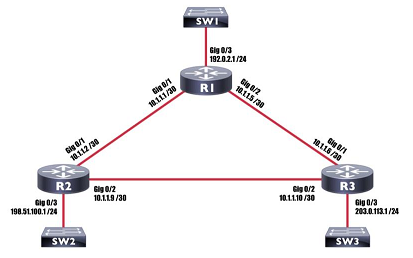 SW1
Gig 0/3
192.0.2.1 /24
R1
Gig 0/1
10.1.1.1 /30
Gig 0/2
10.1.1.5 /30
Gig 0/1
10.1.1.2 /30
Gig 0/1
10.1.1.6 /30
R2
Gig 0/2
10.1.1.9 /30
Gig 0/2
10.1.1.10 /30
R3
Gig 0/3
198.51.100.1 /24
Gig 0/3
203.0.113.1 /24
SW2
SW3